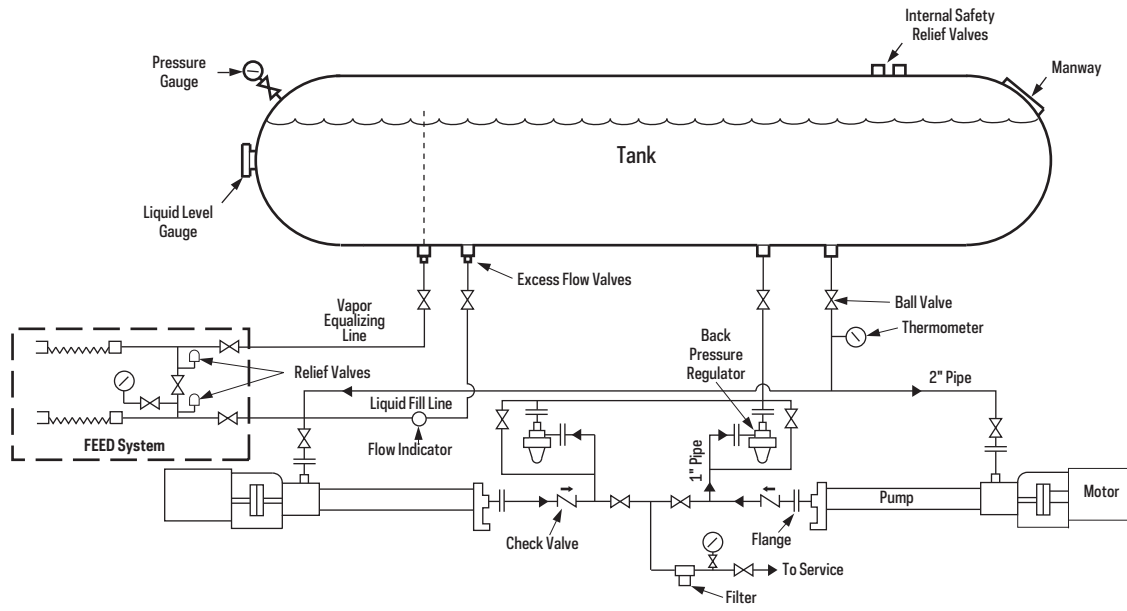 Internal Safety
Relief Valves
Pressure
Gauge
Manway
Tank
Liquid Level
Gauge
Excess Flow Valves
Ball Valve
Vapor
Equalizing
Line
Thermometer
Back
Pressure
Regulator
Relief Valves
2" Pipe
Liquid Fill Line
FEED System
Flow Indicator
1" Pipe
Pump
Motor
Check Valve
Flange
To Service
Filter